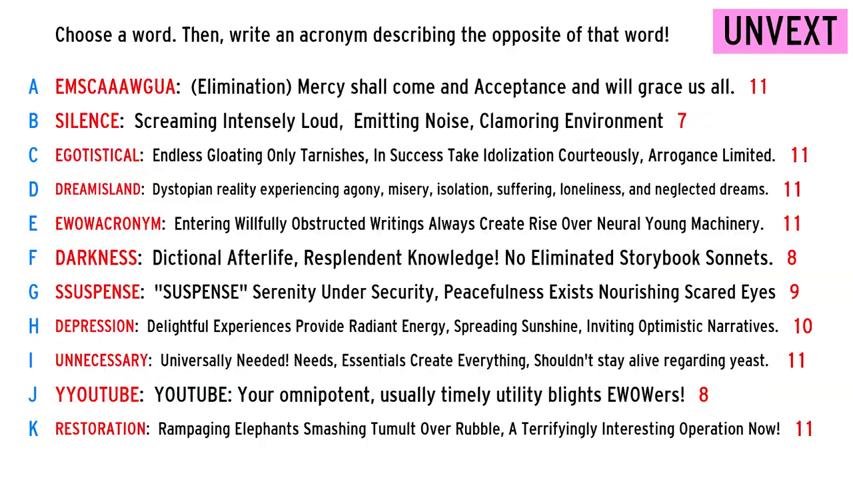 Choose a word. Then, write an acronym describing the opposite of that word! UNVEXT
A EMSCAAAWGUA: (Elimination) Mercy shall come and Acceptance and will grace us all. 11
B SILENCE: Screaming Intensely Loud, Emitting Noise, Clamoring Environment 7
C EGOTISTICAL: Endless Gloating Only Tarnishes, In Success Take Idolization Courteously, Arrogance Limited. 11
D DREAMISLAND: Dystopian reality experiencing agony, misery, isolation, suffering, loneliness, and neglected dreams. 11
E EWOWACRONYM: Entering Willfully Obstructed Writings Always Create Rise Over Neural Young Machinery. 11
F DARKNESS: Dictional Afterlife, Resplendent Knowledge! No Eliminated Storybook Sonnets. 8
G SSUSPENSE: "SUSPENSE" Serenity Under Security, Peacefulness Exists Nourishing Scared Eyes 9
H DEPRESSION: Delightful Experiences Provide Radiant Energy, Spreading Sunshine, Inviting Optimistic Narratives. 10
I UNNECESSARY: Universally Needed! Needs, Essentials Create Everything, Shouldn't stay alive regarding yeast. 11
J YYOUTUBE: YOUTUBE: Your omnipotent, usually timely utility blights EWOWers! 8
K RESTORATION: Rampaging Elephants Smashing Tumult Over Rubble, A Terrifyingly Interesting Operation Now! 11